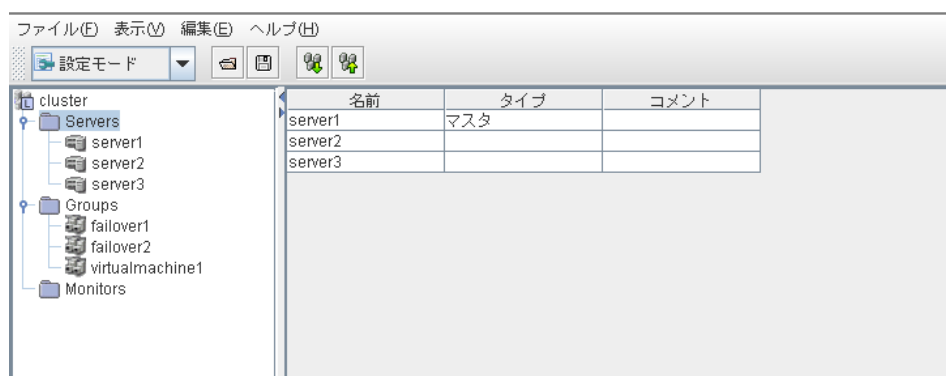 ファイル(F) 表示(V) 編集(E) ヘルプ(H)
設定モード
cluster
Servers
server1
server2
server3
Groups
failover1
failover2
virtualmachine1
Monitors
名前 タイプ コメント
server1 マスタ
server2
server3